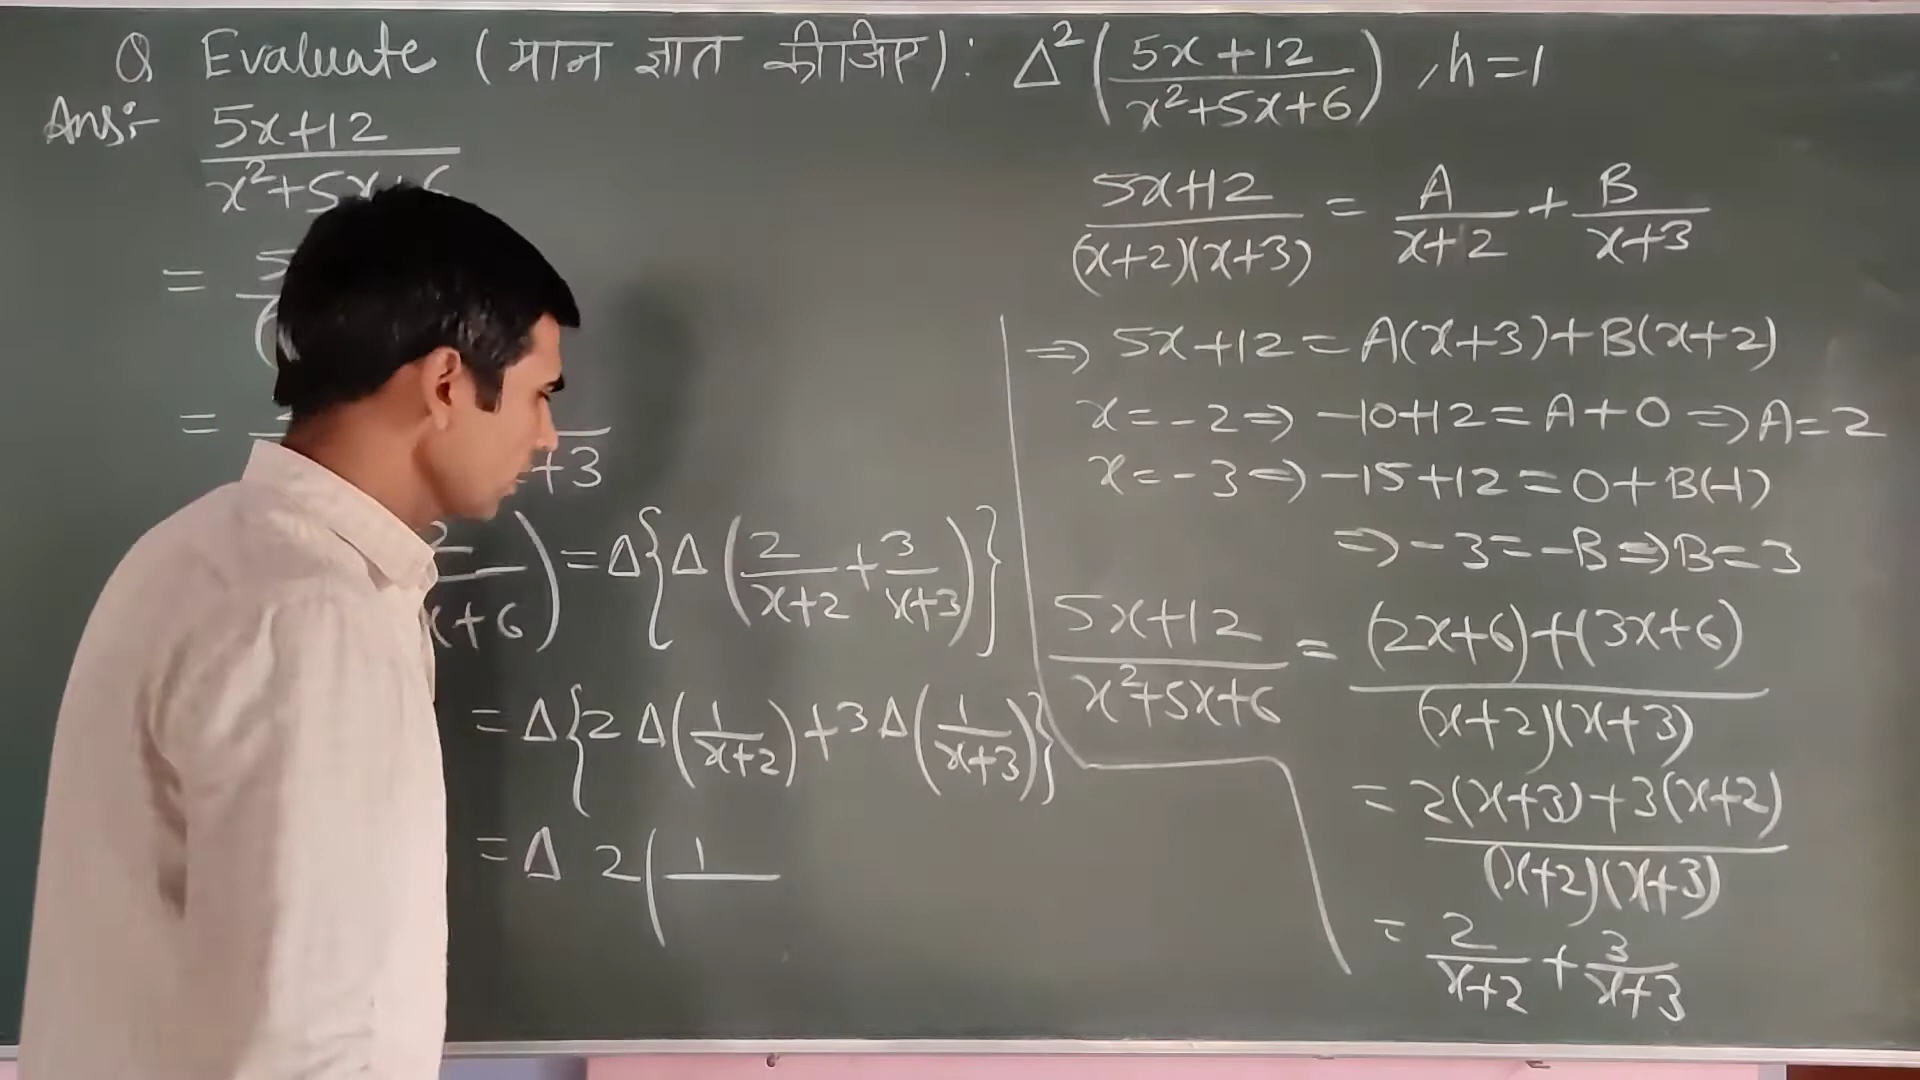 Q Evaluate (मान ज्ञात कीजिए): Δ²((5x+12)/(x²+5x+6)), h=1
Ans:- (5x+12)/(x²+5x+6)
=
=
+3
x+6) = Δ{Δ(2/(x+2) + 3/(x+3))}
= Δ{2Δ(1/(x+2)) + 3Δ(1/(x+3))}
= Δ 2(1
(5x+12)/((x+2)(x+3)) = A/(x+2) + B/(x+3)
⇒ 5x+12 = A(x+3)+B(x+2)
x=-2 ⇒ -10+12 = A+0 ⇒ A=2
x=-3 ⇒ -15+12 = 0+B(-1)
⇒ -3=-B ⇒ B=3
(5x+12)/(x²+5x+6) = ((2x+6)+(3x+6))/((x+2)(x+3))
= (2(x+3)+3(x+2))/((x+2)(x+3))
= 2/(x+2) + 3/(x+3)